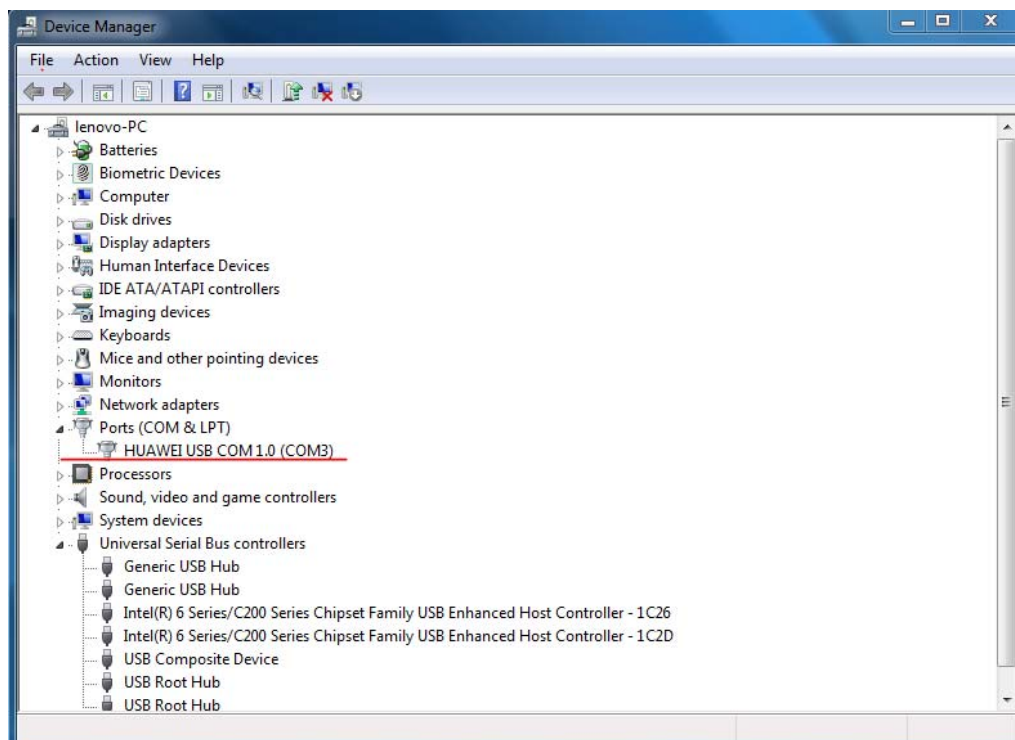 Device Manager
File Action View Help
lenovo-PC
Batteries
Biometric Devices
Computer
Disk drives
Display adapters
Human Interface Devices
IDE ATA/ATAPI controllers
Imaging devices
Keyboards
Mice and other pointing devices
Monitors
Network adapters
Ports (COM & LPT)
HUAWEI USB COM 1.0 (COM3)
Processors
Sound, video and game controllers
System devices
Universal Serial Bus controllers
Generic USB Hub
Generic USB Hub
Intel(R) 6 Series/C200 Series Chipset Family USB Enhanced Host Controller - 1C26
Intel(R) 6 Series/C200 Series Chipset Family USB Enhanced Host Controller - 1C2D
USB Composite Device
USB Root Hub
USB Root Hub